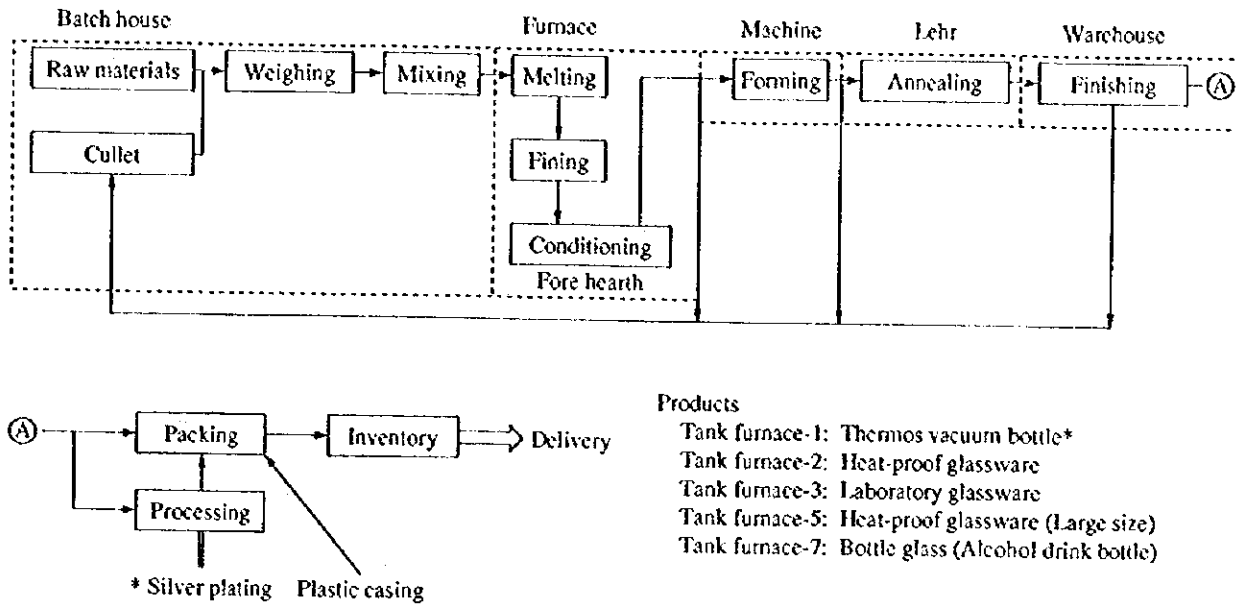 Batch house
Furnace
Machine
Lehr
Warehouse
Raw materials
Weighing
Mixing
Melting
Forming
Annealing
Finishing
A
Cullet
Fining
Conditioning
Fore hearth
A
Packing
Inventory
Delivery
Processing
* Silver plating
Plastic casing
Products
Tank furnace-1: Thermos vacuum bottle*
Tank furnace-2: Heat-proof glassware
Tank furnace-3: Laboratory glassware
Tank furnace-5: Heat-proof glassware (Large size)
Tank furnace-7: Bottle glass (Alcohol drink bottle)